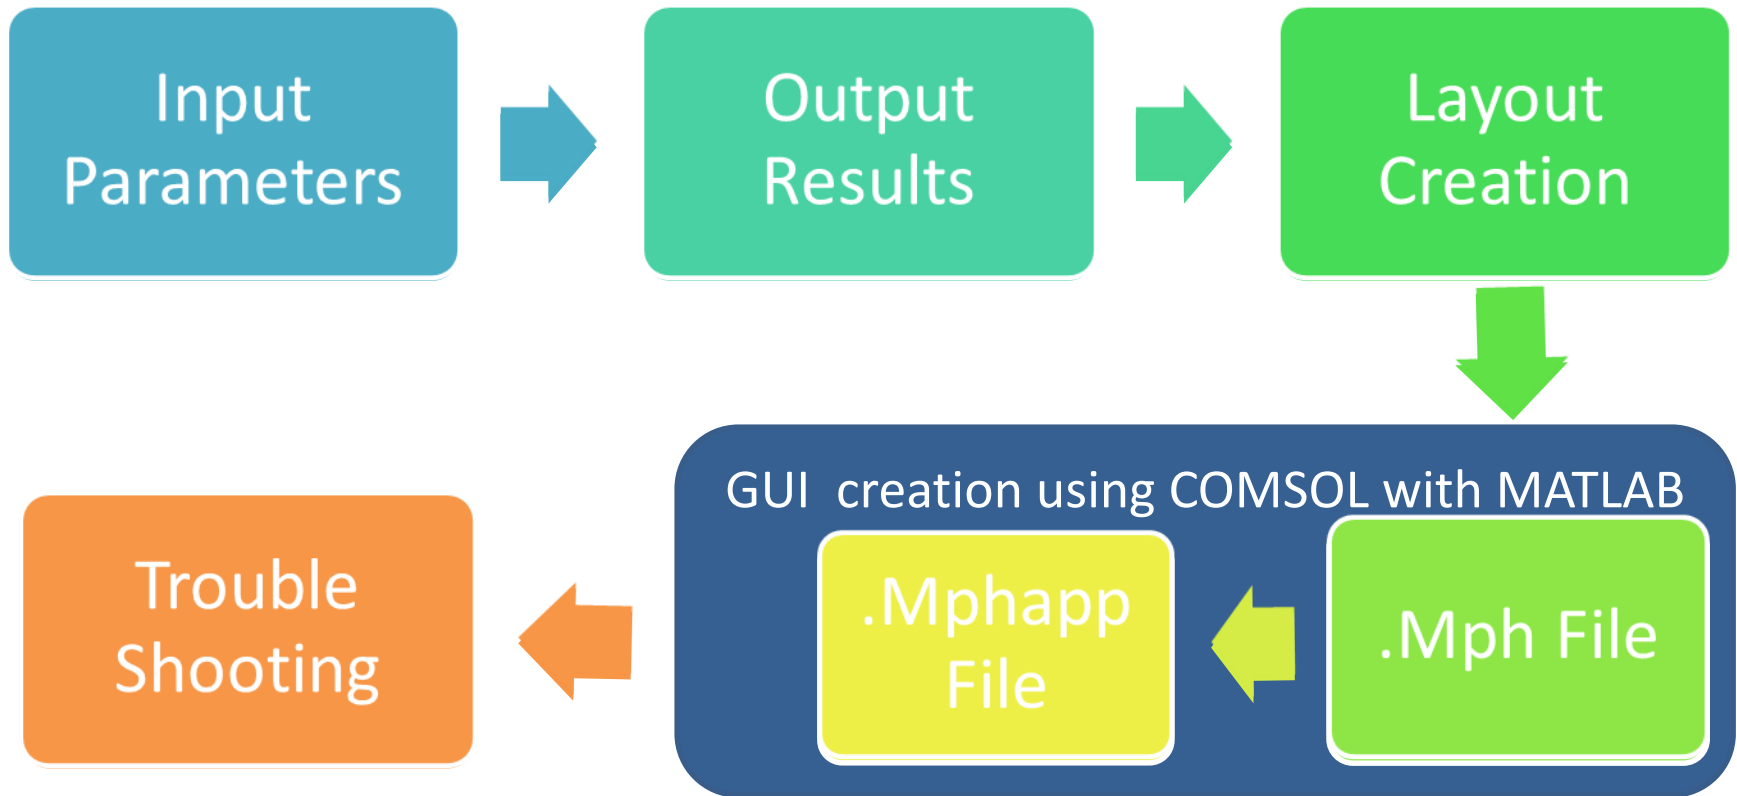 Input
Parameters
Output
Results
Layout
Creation
GUI  creation using COMSOL with MATLAB
.Mph File
.Mphapp
File
Trouble
Shooting